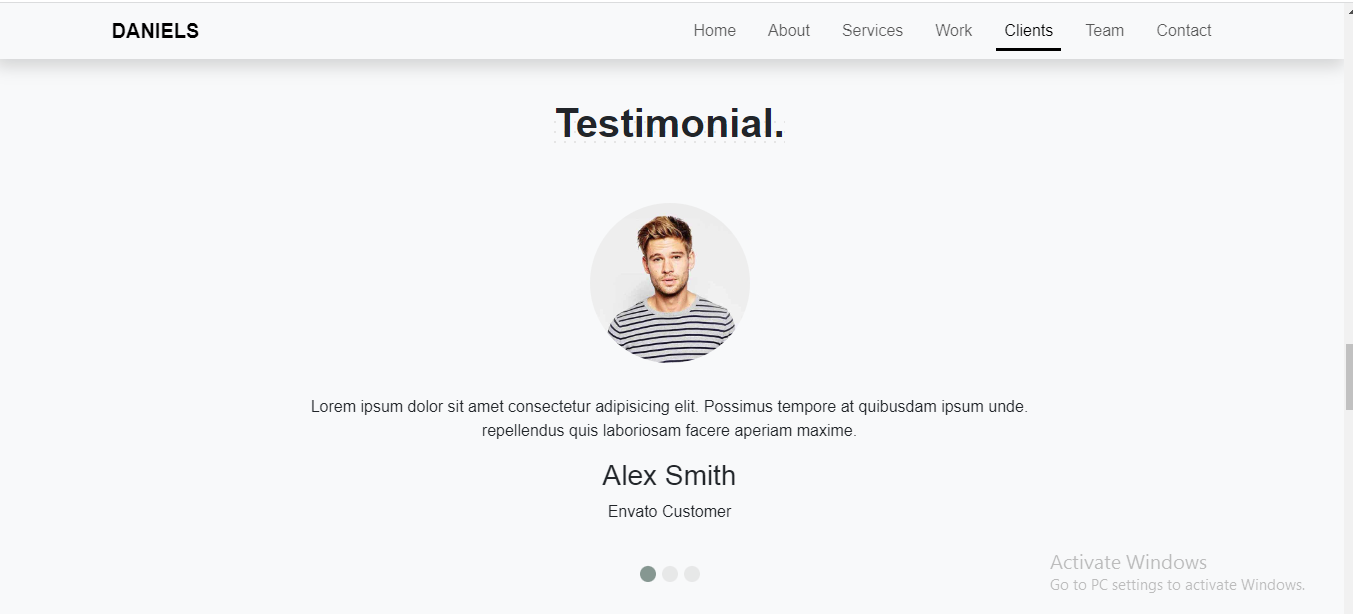 DANIELS
Home About Services Work Clients Team Contact
Testimonial.
Lorem ipsum dolor sit amet consectetur adipisicing elit. Possimus tempore at quibusdam ipsum unde.
repellendus quis laboriosam facere aperiam maxime.
Alex Smith
Envato Customer
Activate Windows
Go to PC settings to activate Windows.